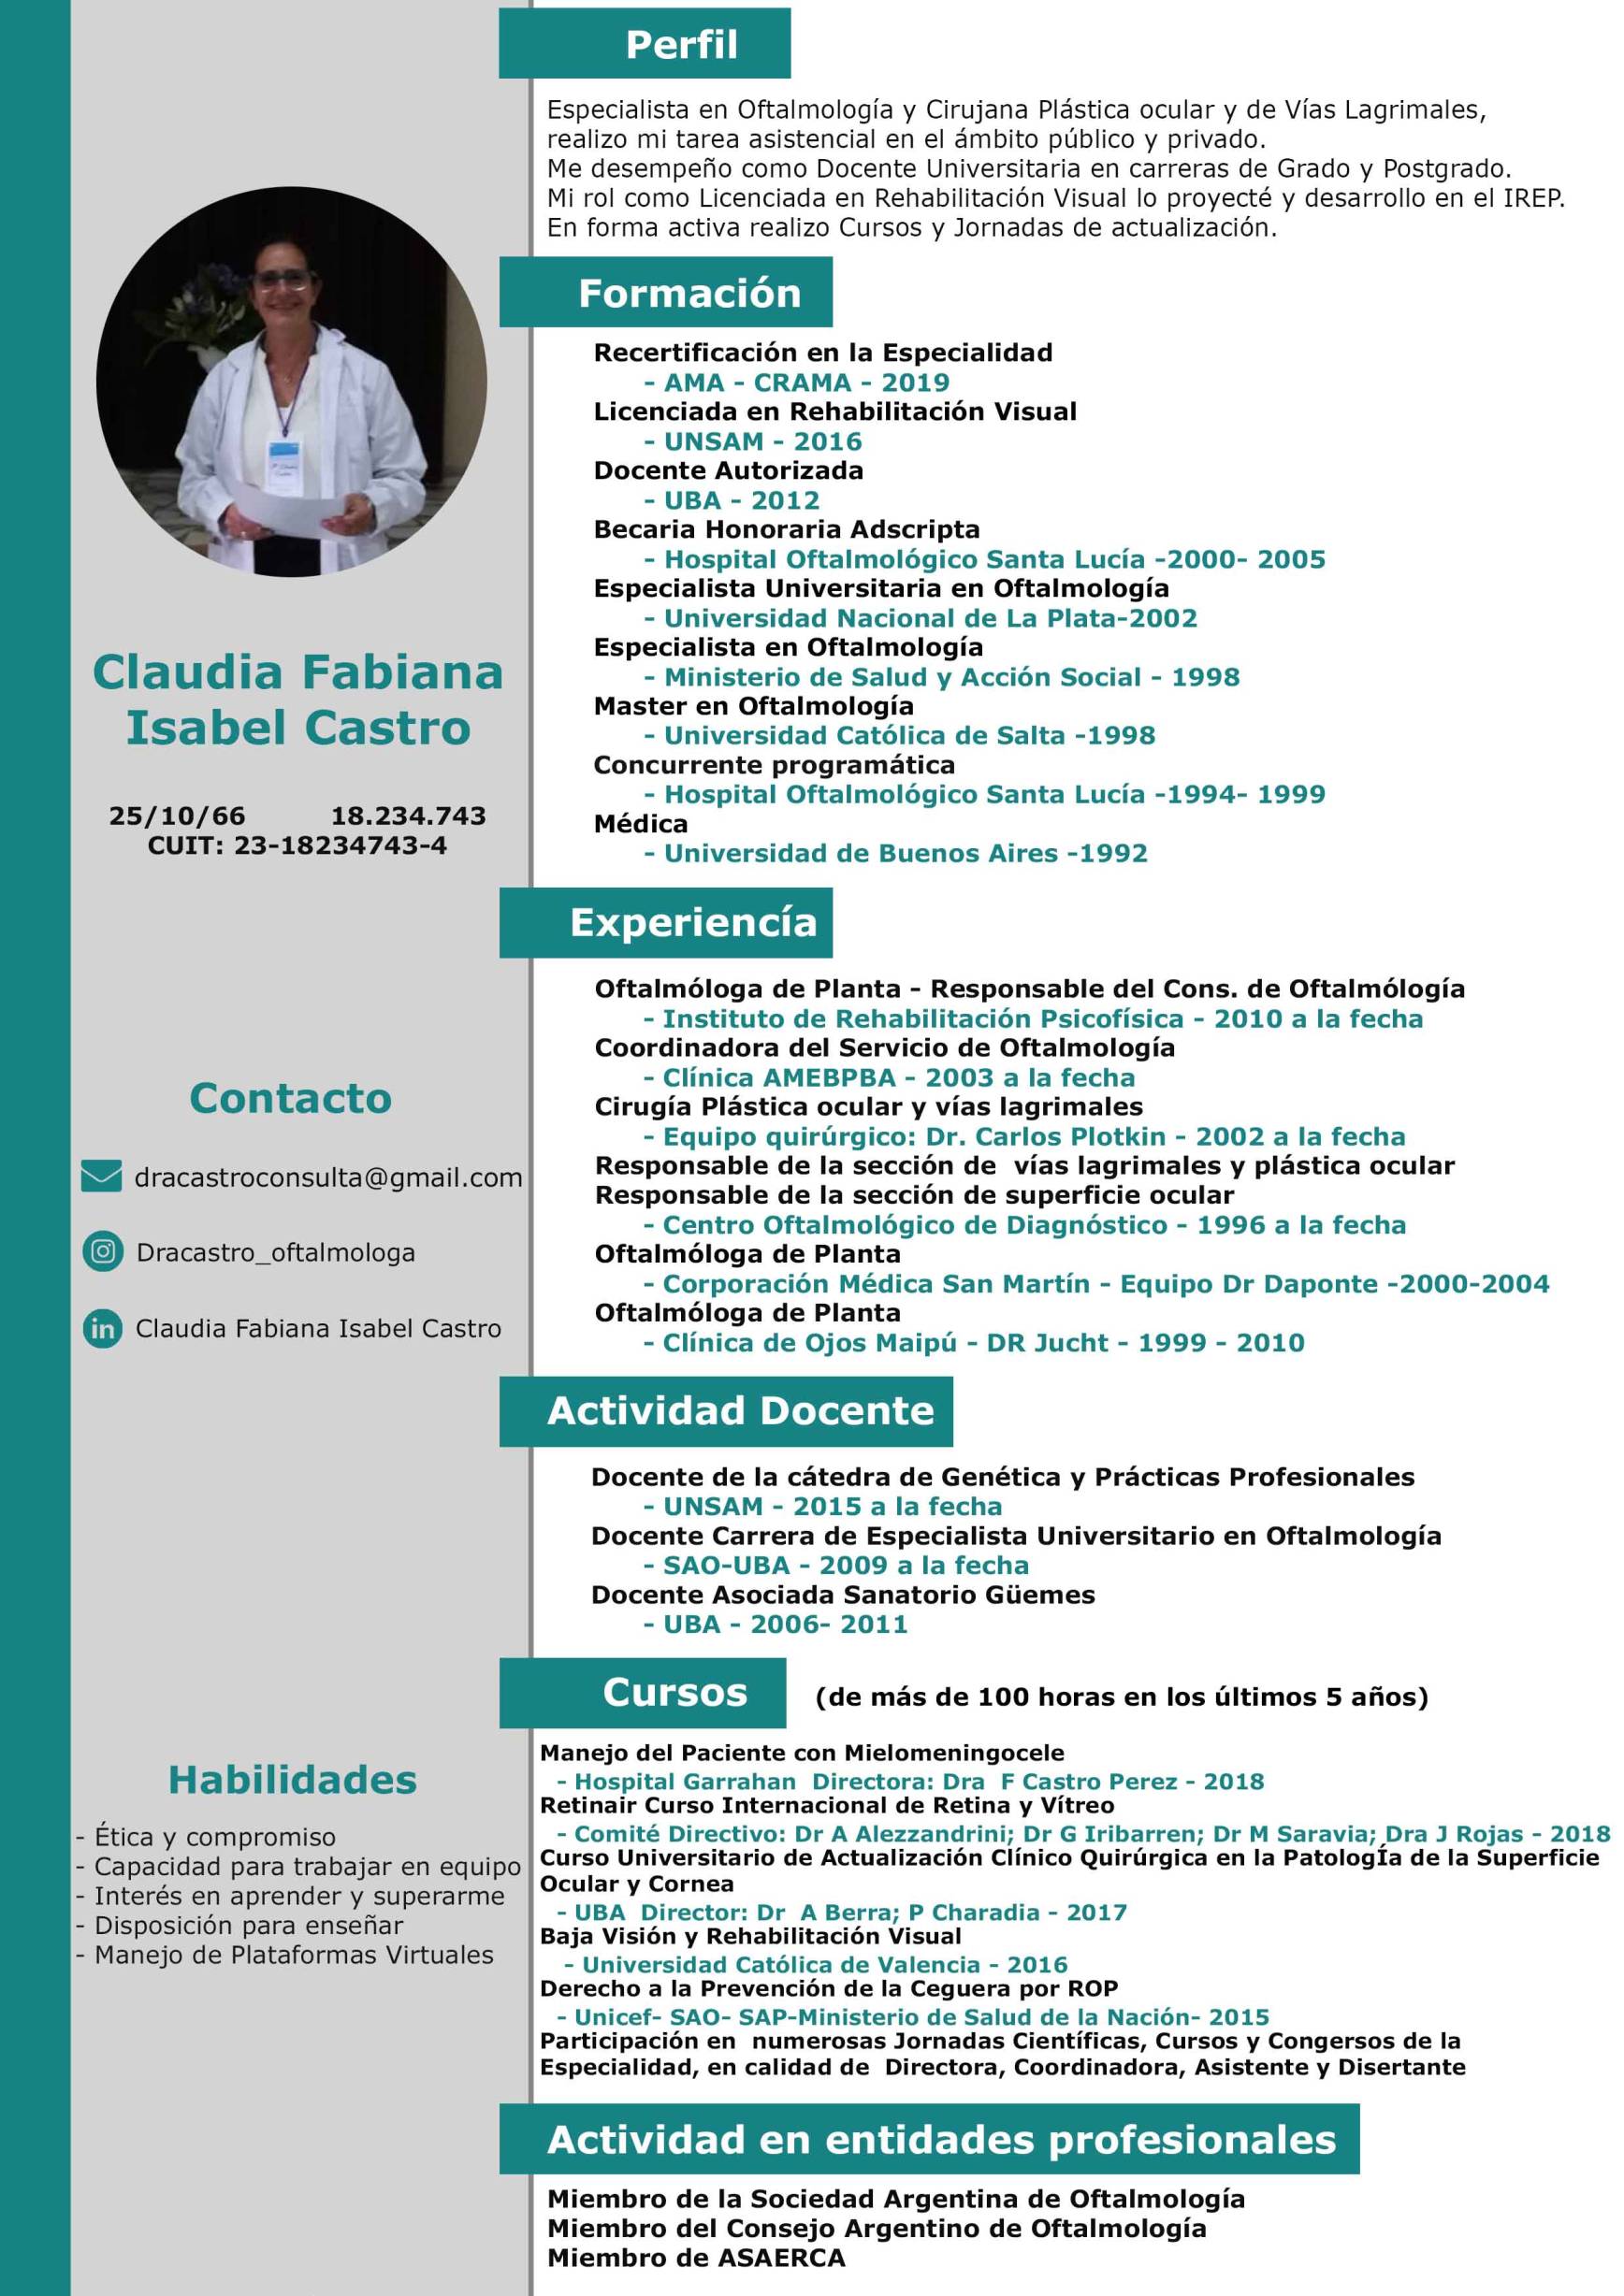 Claudia Fabiana
Isabel Castro
25/10/66 18.234.743
CUIT: 23-18234743-4
Contacto
dracastroconsulta@gmail.com
Dracastro_oftalmologa
in Claudia Fabiana Isabel Castro
Habilidades
- Ética y compromiso
- Capacidad para trabajar en equipo
- Interés en aprender y superarme
- Disposición para enseñar
- Manejo de Plataformas Virtuales
Perfil
Especialista en Oftalmología y Cirujana Plástica ocular y de Vías Lagrimales,
realizo mi tarea asistencial en el ámbito público y privado.
Me desempeño como Docente Universitaria en carreras de Grado y Postgrado.
Mi rol como Licenciada en Rehabilitación Visual lo proyecté y desarrollo en el IREP.
En forma activa realizo Cursos y Jornadas de actualización.
Formación
Recertificación en la Especialidad
- AMA - CRAMA - 2019
Licenciada en Rehabilitación Visual
- UNSAM - 2016
Docente Autorizada
- UBA - 2012
Becaria Honoraria Adscripta
- Hospital Oftalmológico Santa Lucía -2000- 2005
Especialista Universitaria en Oftalmología
- Universidad Nacional de La Plata-2002
Especialista en Oftalmología
- Ministerio de Salud y Acción Social - 1998
Master en Oftalmología
- Universidad Católica de Salta -1998
Concurrente programática
- Hospital Oftalmológico Santa Lucía -1994- 1999
Médica
- Universidad de Buenos Aires -1992
Experiencía
Oftalmóloga de Planta - Responsable del Cons. de Oftalmólogía
- Instituto de Rehabilitación Psicofísica - 2010 a la fecha
Coordinadora del Servicio de Oftalmología
- Clínica AMEBPBA - 2003 a la fecha
Cirugía Plástica ocular y vías lagrimales
- Equipo quirúrgico: Dr. Carlos Plotkin - 2002 a la fecha
Responsable de la sección de vías lagrimales y plástica ocular
Responsable de la sección de superficie ocular
- Centro Oftalmológico de Diagnóstico - 1996 a la fecha
Oftalmóloga de Planta
- Corporación Médica San Martín - Equipo Dr Daponte -2000-2004
Oftalmóloga de Planta
- Clínica de Ojos Maipú - DR Jucht - 1999 - 2010
Actividad Docente
Docente de la cátedra de Genética y Prácticas Profesionales
- UNSAM - 2015 a la fecha
Docente Carrera de Especialista Universitario en Oftalmología
- SAO-UBA - 2009 a la fecha
Docente Asociada Sanatorio Güemes
- UBA - 2006- 2011
Cursos (de más de 100 horas en los últimos 5 años)
Manejo del Paciente con Mielomeningocele
- Hospital Garrahan Directora: Dra F Castro Perez - 2018
Retinair Curso Internacional de Retina y Vítreo
- Comité Directivo: Dr A Alezzandrini; Dr G Iribarren; Dr M Saravia; Dra J Rojas - 2018
Curso Universitario de Actualización Clínico Quirúrgica en la PatologÍa de la Superficie
Ocular y Cornea
- UBA Director: Dr A Berra; P Charadia - 2017
Baja Visión y Rehabilitación Visual
- Universidad Católica de Valencia - 2016
Derecho a la Prevención de la Ceguera por ROP
- Unicef- SAO- SAP-Ministerio de Salud de la Nación- 2015
Participación en numerosas Jornadas Científicas, Cursos y Congersos de la
Especialidad, en calidad de Directora, Coordinadora, Asistente y Disertante
Actividad en entidades profesionales
Miembro de la Sociedad Argentina de Oftalmología
Miembro del Consejo Argentino de Oftalmología
Miembro de ASAERCA